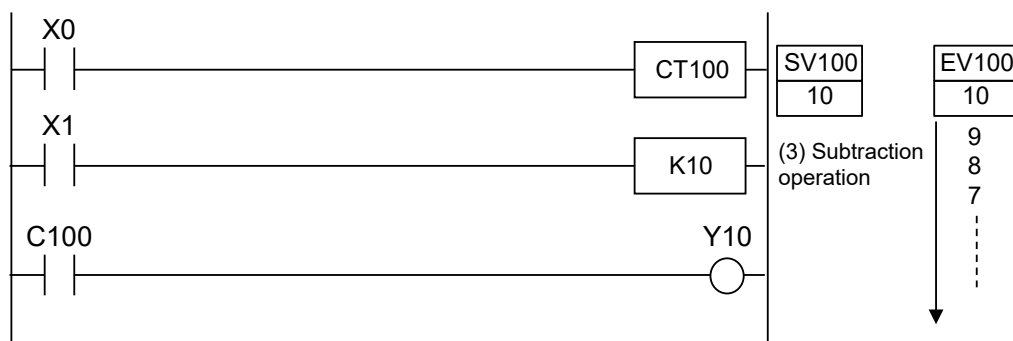 X0
CT100
SV100
EV100
10
10
X1
K10
(3) Subtraction
operation
9
8
7
C100
Y10